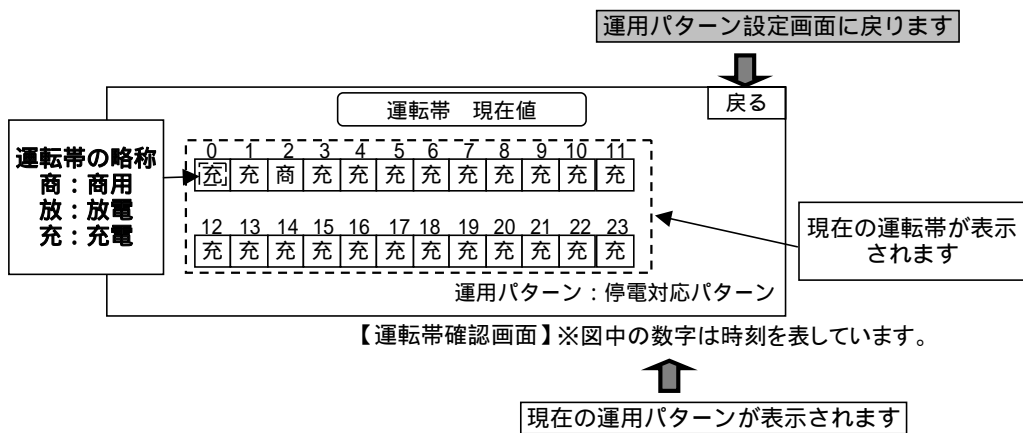 運用パターン設定画面に戻ります
運転帯　現在値
戻る
運転帯の略称
商：商用
放：放電
充：充電
0 1 2 3 4 5 6 7 8 9 10 11
充 充 商 充 充 充 充 充 充 充 充 充
12 13 14 15 16 17 18 19 20 21 22 23
充 充 充 充 充 充 充 充 充 充 充 充
現在の運転帯が表示
されます
運用パターン：停電対応パターン
【運転帯確認画面】※図中の数字は時刻を表しています。
現在の運用パターンが表示されます